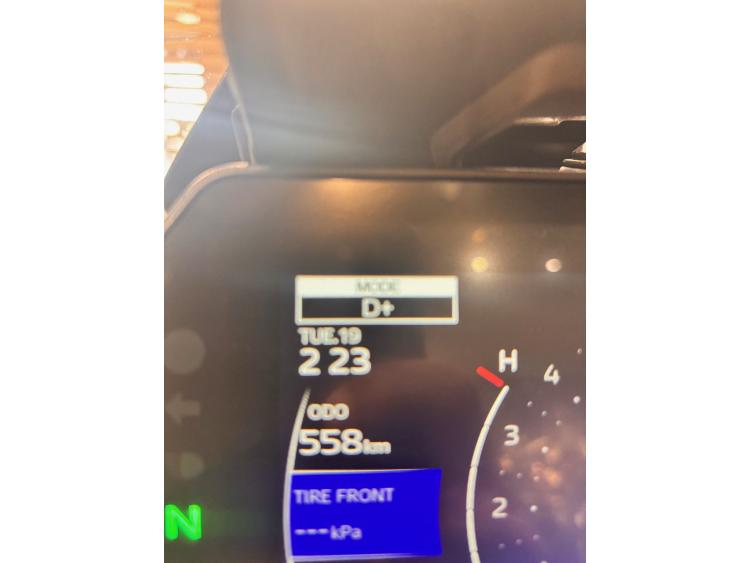 MODE
D+
TUE.19
2 23
H
4
ODO
3
558km
TIRE FRONT
2
---kPa
N